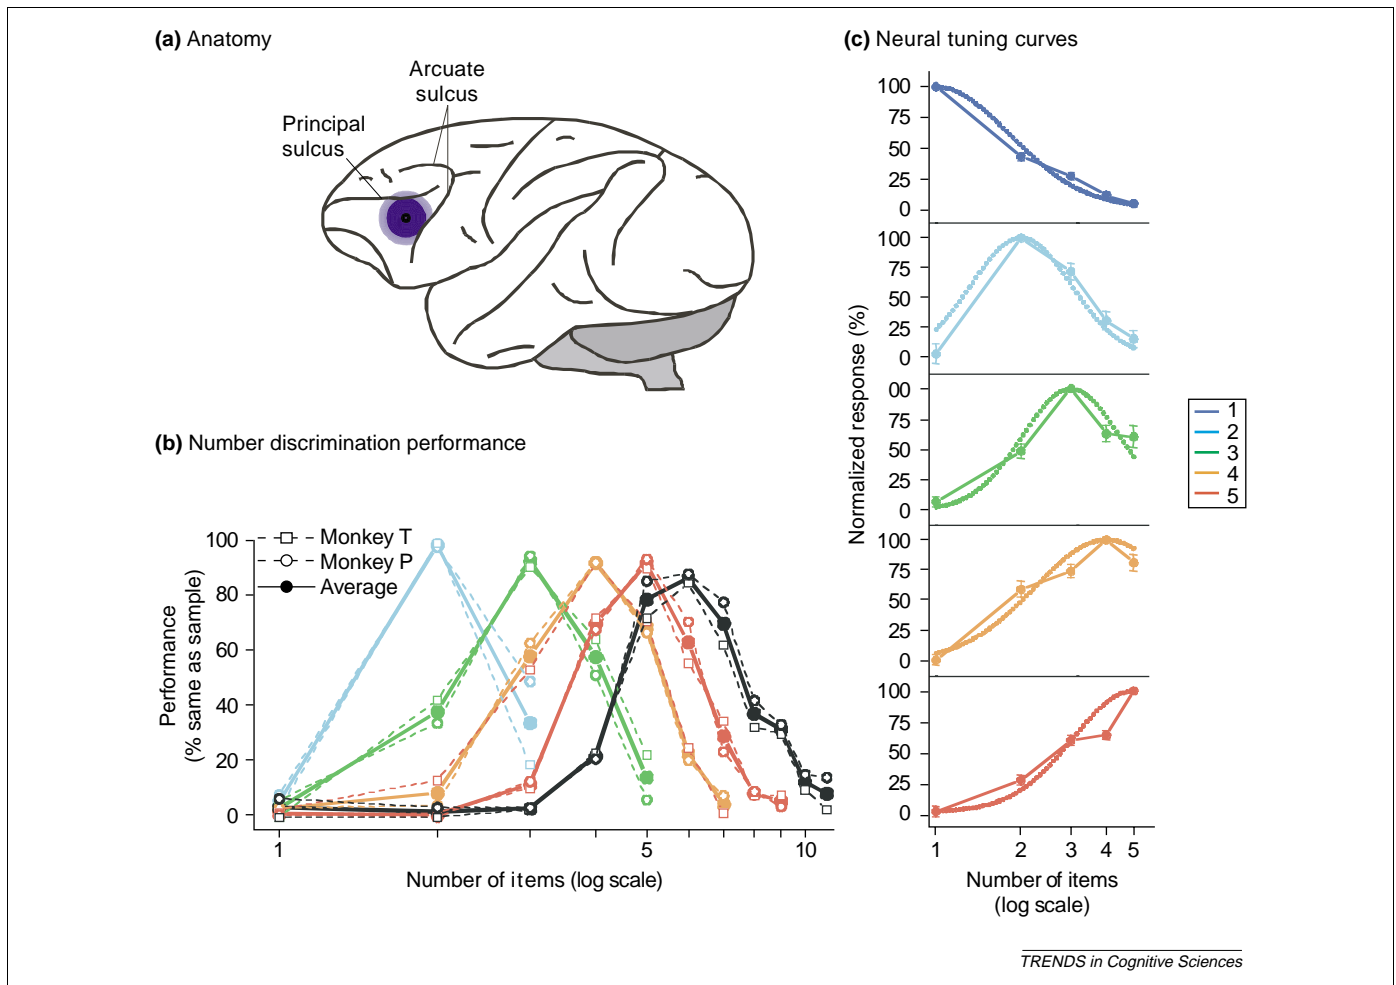 (a) Anatomy
Arcuate
sulcus
Principal
sulcus
(b) Number discrimination performance
Performance
(% same as sample)
100
80
60
40
20
0
Monkey T
Monkey P
Average
1
5
10
Number of items (log scale)
(c) Neural tuning curves
Normalized response (%)
100
75
50
25
0
100
75
50
25
0
00
75
50
25
0
100
75
50
25
0
100
75
50
25
0
1
2
3
4
5
Number of items
(log scale)
1
2
3
4
5
TRENDS in Cognitive Sciences